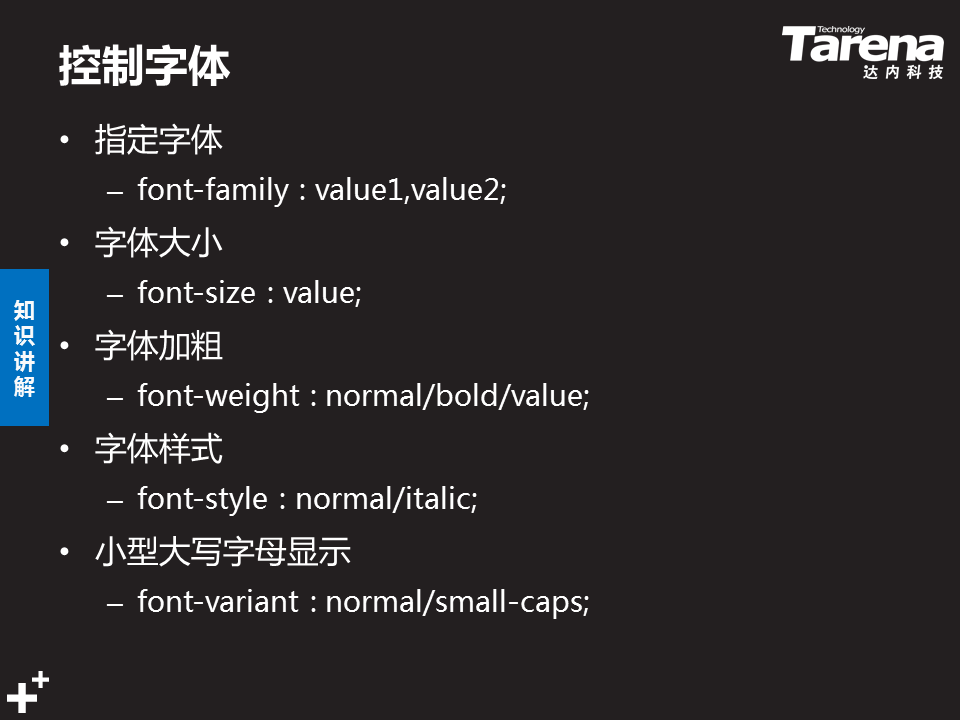 控制字体
Technology
Tarena
达内科技
• 指定字体
– font-family : value1,value2;
• 字体大小
– font-size : value;
• 字体加粗
– font-weight : normal/bold/value;
• 字体样式
– font-style : normal/italic;
• 小型大写字母显示
– font-variant : normal/small-caps;
知识讲解